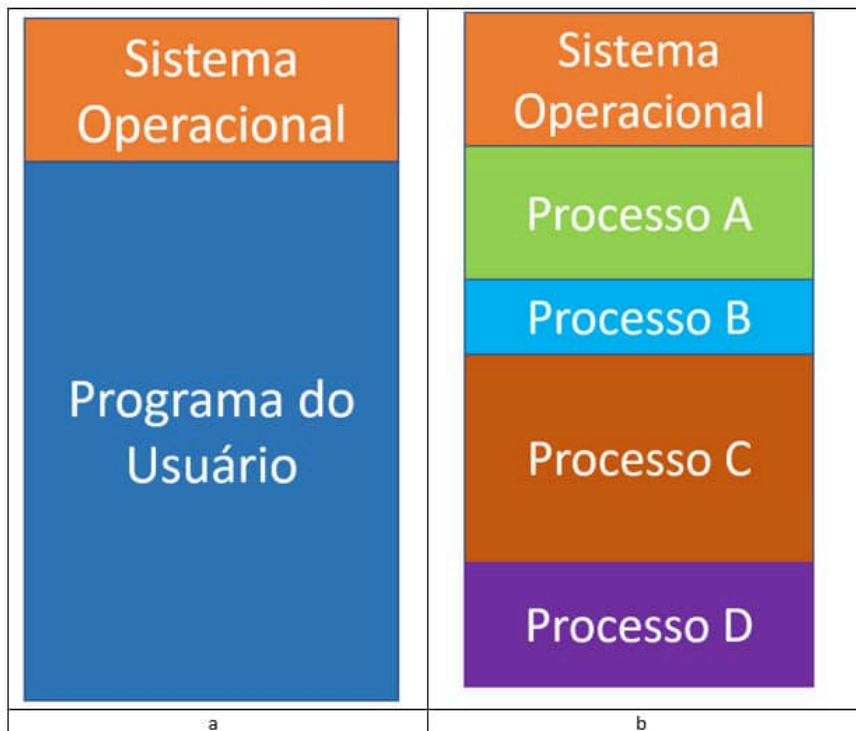 Sistema
Operacional
Programa do
Usuário
a
Sistema
Operacional
Processo A
Processo B
Processo C
Processo D
b